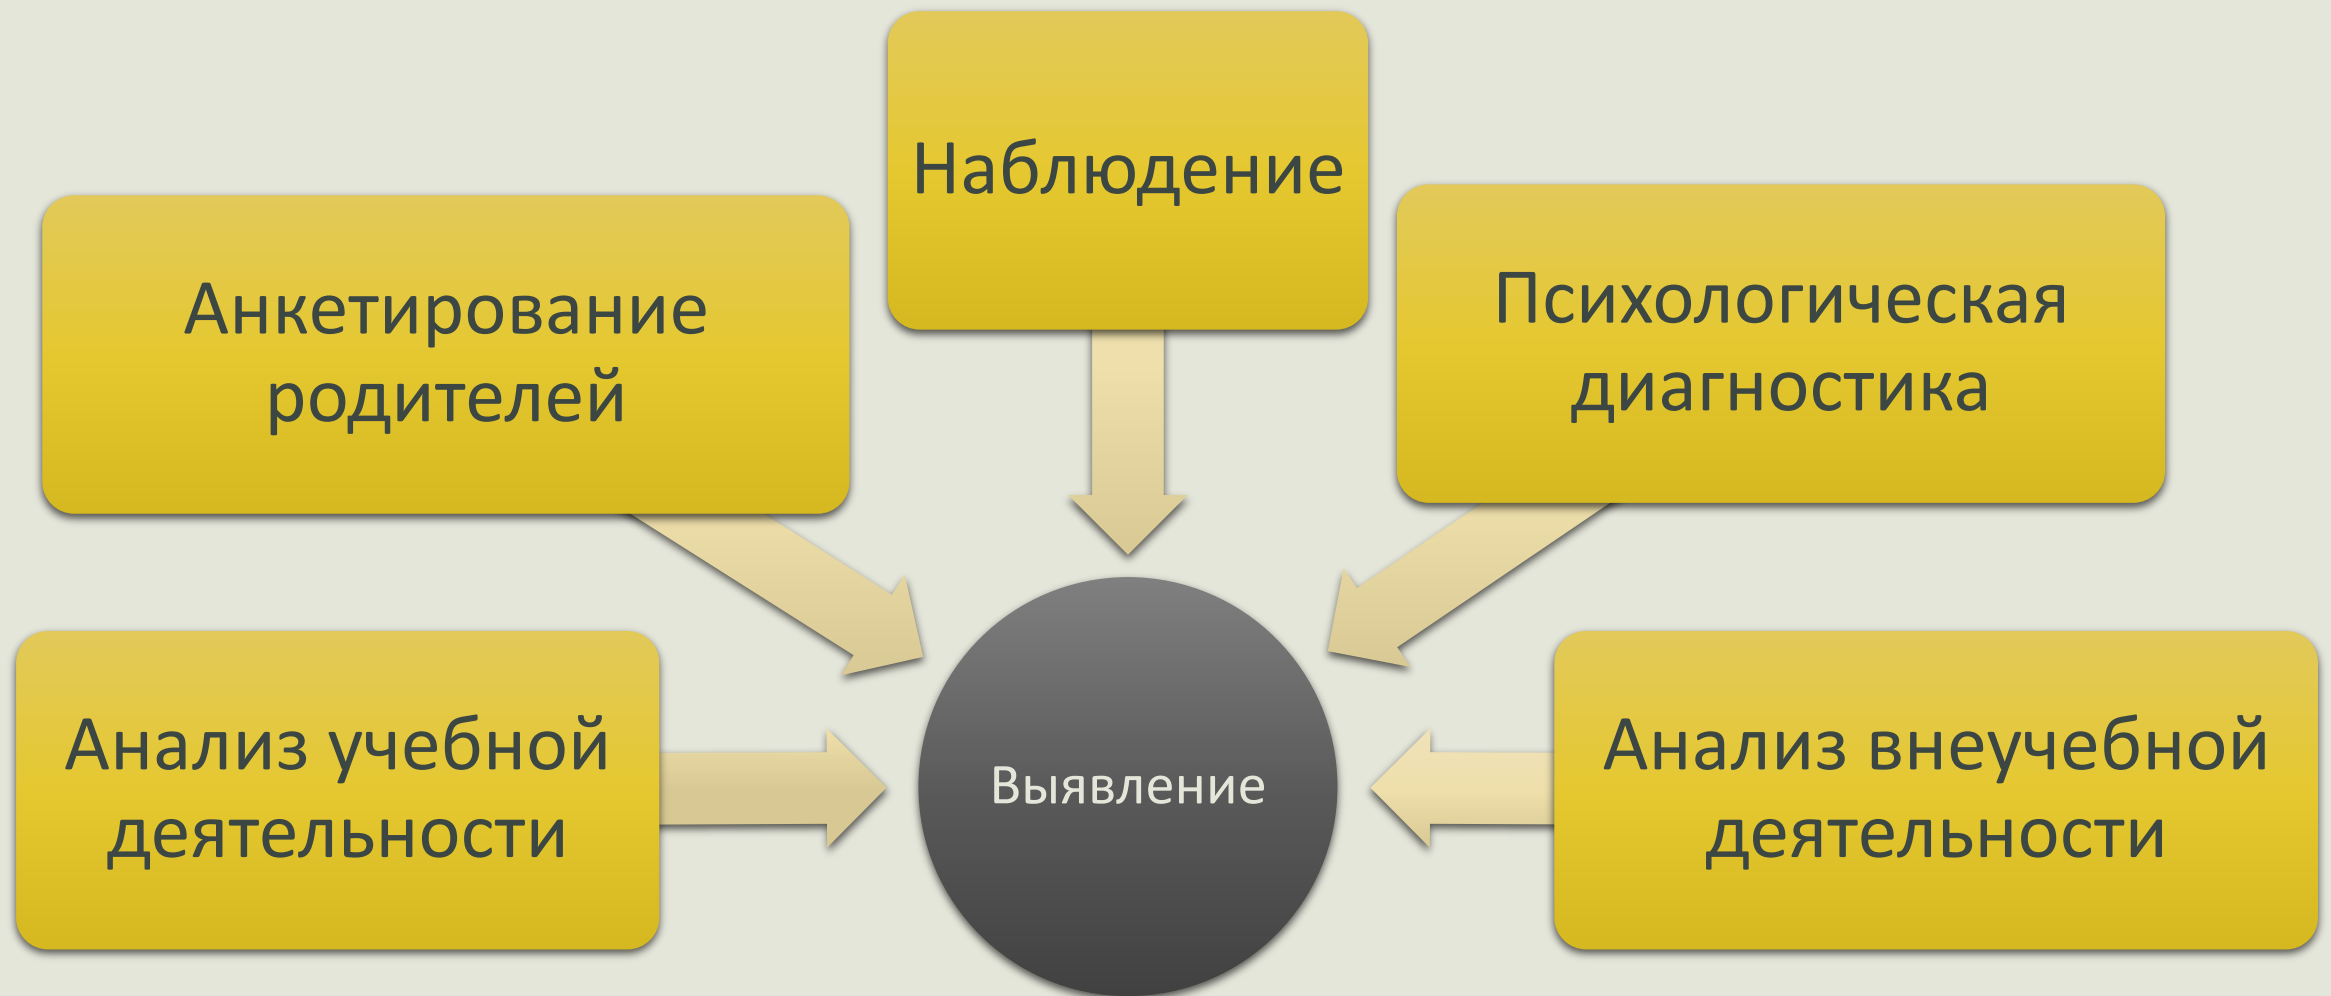 Наблюдение
Анкетирование
родителей
Психологическая
диагностика
Анализ учебной
деятельности
Выявление
Анализ внеучебной
деятельности